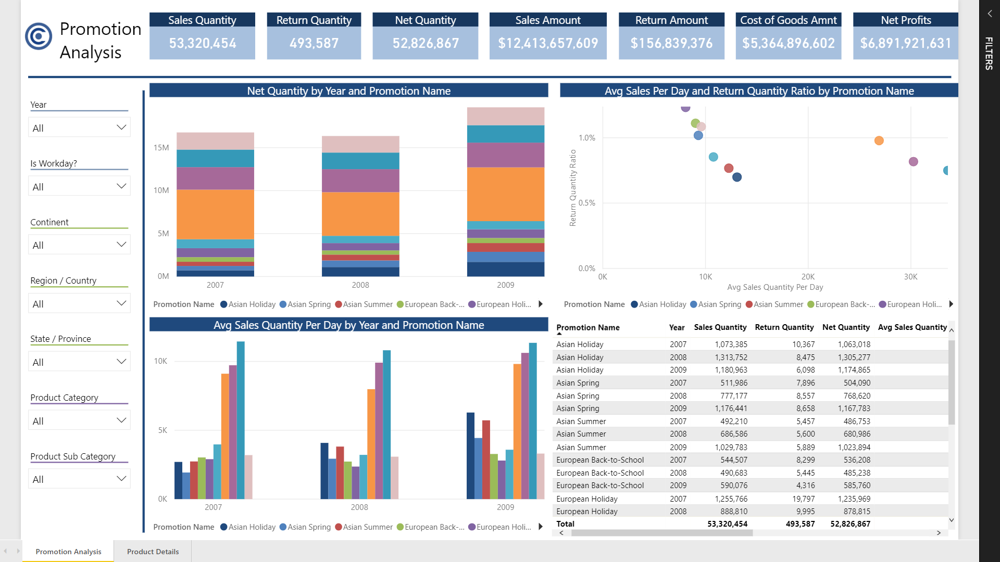 Promotion
Analysis
Sales Quantity
53,320,454
Return Quantity
493,587
Net Quantity
52,826,867
Sales Amount
$12,413,657,609
Return Amount
$156,839,376
Cost of Goods Amnt
$5,364,896,602
Net Profits
$6,891,921,631
FILTERS
Year
All
Is Workday?
All
Continent
All
Region / Country
All
State / Province
All
Product Category
All
Product Sub Category
All
Net Quantity by Year and Promotion Name
15M
10M
5M
0M
2007 2008 2009
Promotion Name Asian Holiday Asian Spring Asian Summer European Back-... European Holi...
Avg Sales Per Day and Return Quantity Ratio by Promotion Name
Return Quantity Ratio
1.0%
0.5%
0.0%
0K 10K 20K 30K
Avg Sales Quantity Per Day
Promotion Name Asian Holiday Asian Spring Asian Summer European Back-... European Holi...
Avg Sales Quantity Per Day by Year and Promotion Name
10K
5K
0K
2007 2008 2009
Promotion Name Asian Holiday Asian Spring Asian Summer European Back-... European Holi...
Promotion Name Year Sales Quantity Return Quantity Net Quantity Avg Sales Quantity
Asian Holiday 2007 1,073,385 10,367 1,063,018
Asian Holiday 2008 1,313,752 8,475 1,305,277
Asian Holiday 2009 1,180,963 6,098 1,174,865
Asian Spring 2007 511,986 7,896 504,090
Asian Spring 2008 777,177 8,557 768,620
Asian Spring 2009 1,176,441 8,658 1,167,783
Asian Summer 2007 492,210 5,457 486,753
Asian Summer 2008 686,586 5,600 680,986
Asian Summer 2009 1,029,783 5,889 1,023,894
European Back-to-School 2007 544,507 8,299 536,208
European Back-to-School 2008 490,683 5,445 485,238
European Back-to-School 2009 590,076 4,316 585,760
European Holiday 2007 1,255,766 19,797 1,235,969
European Holiday 2008 888,810 9,995 878,815
Total 53,320,454 493,587 52,826,867
Promotion Analysis
Product Details